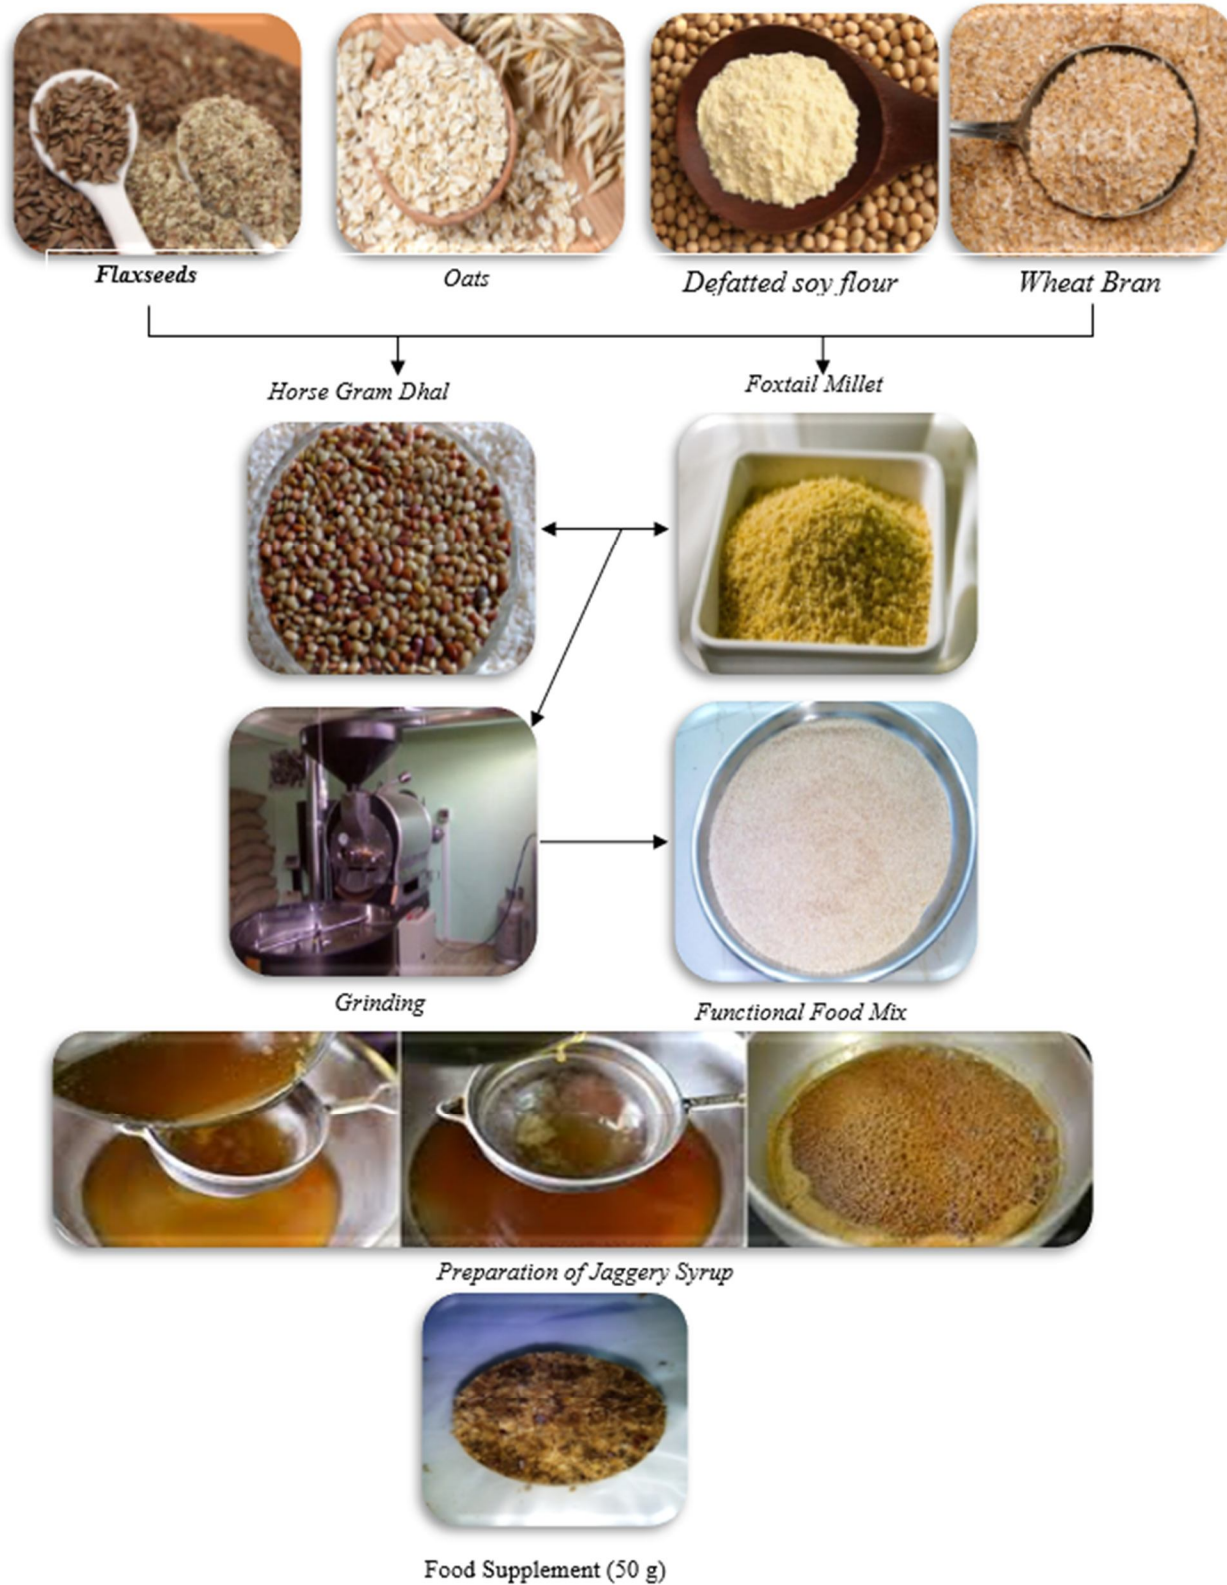 Flaxseeds
Oats
Defatted soy flour
Wheat Bran
Horse Gram Dhal
Foxtail Millet
Grinding
Functional Food Mix
Preparation of Jaggery Syrup
Food Supplement (50 g)